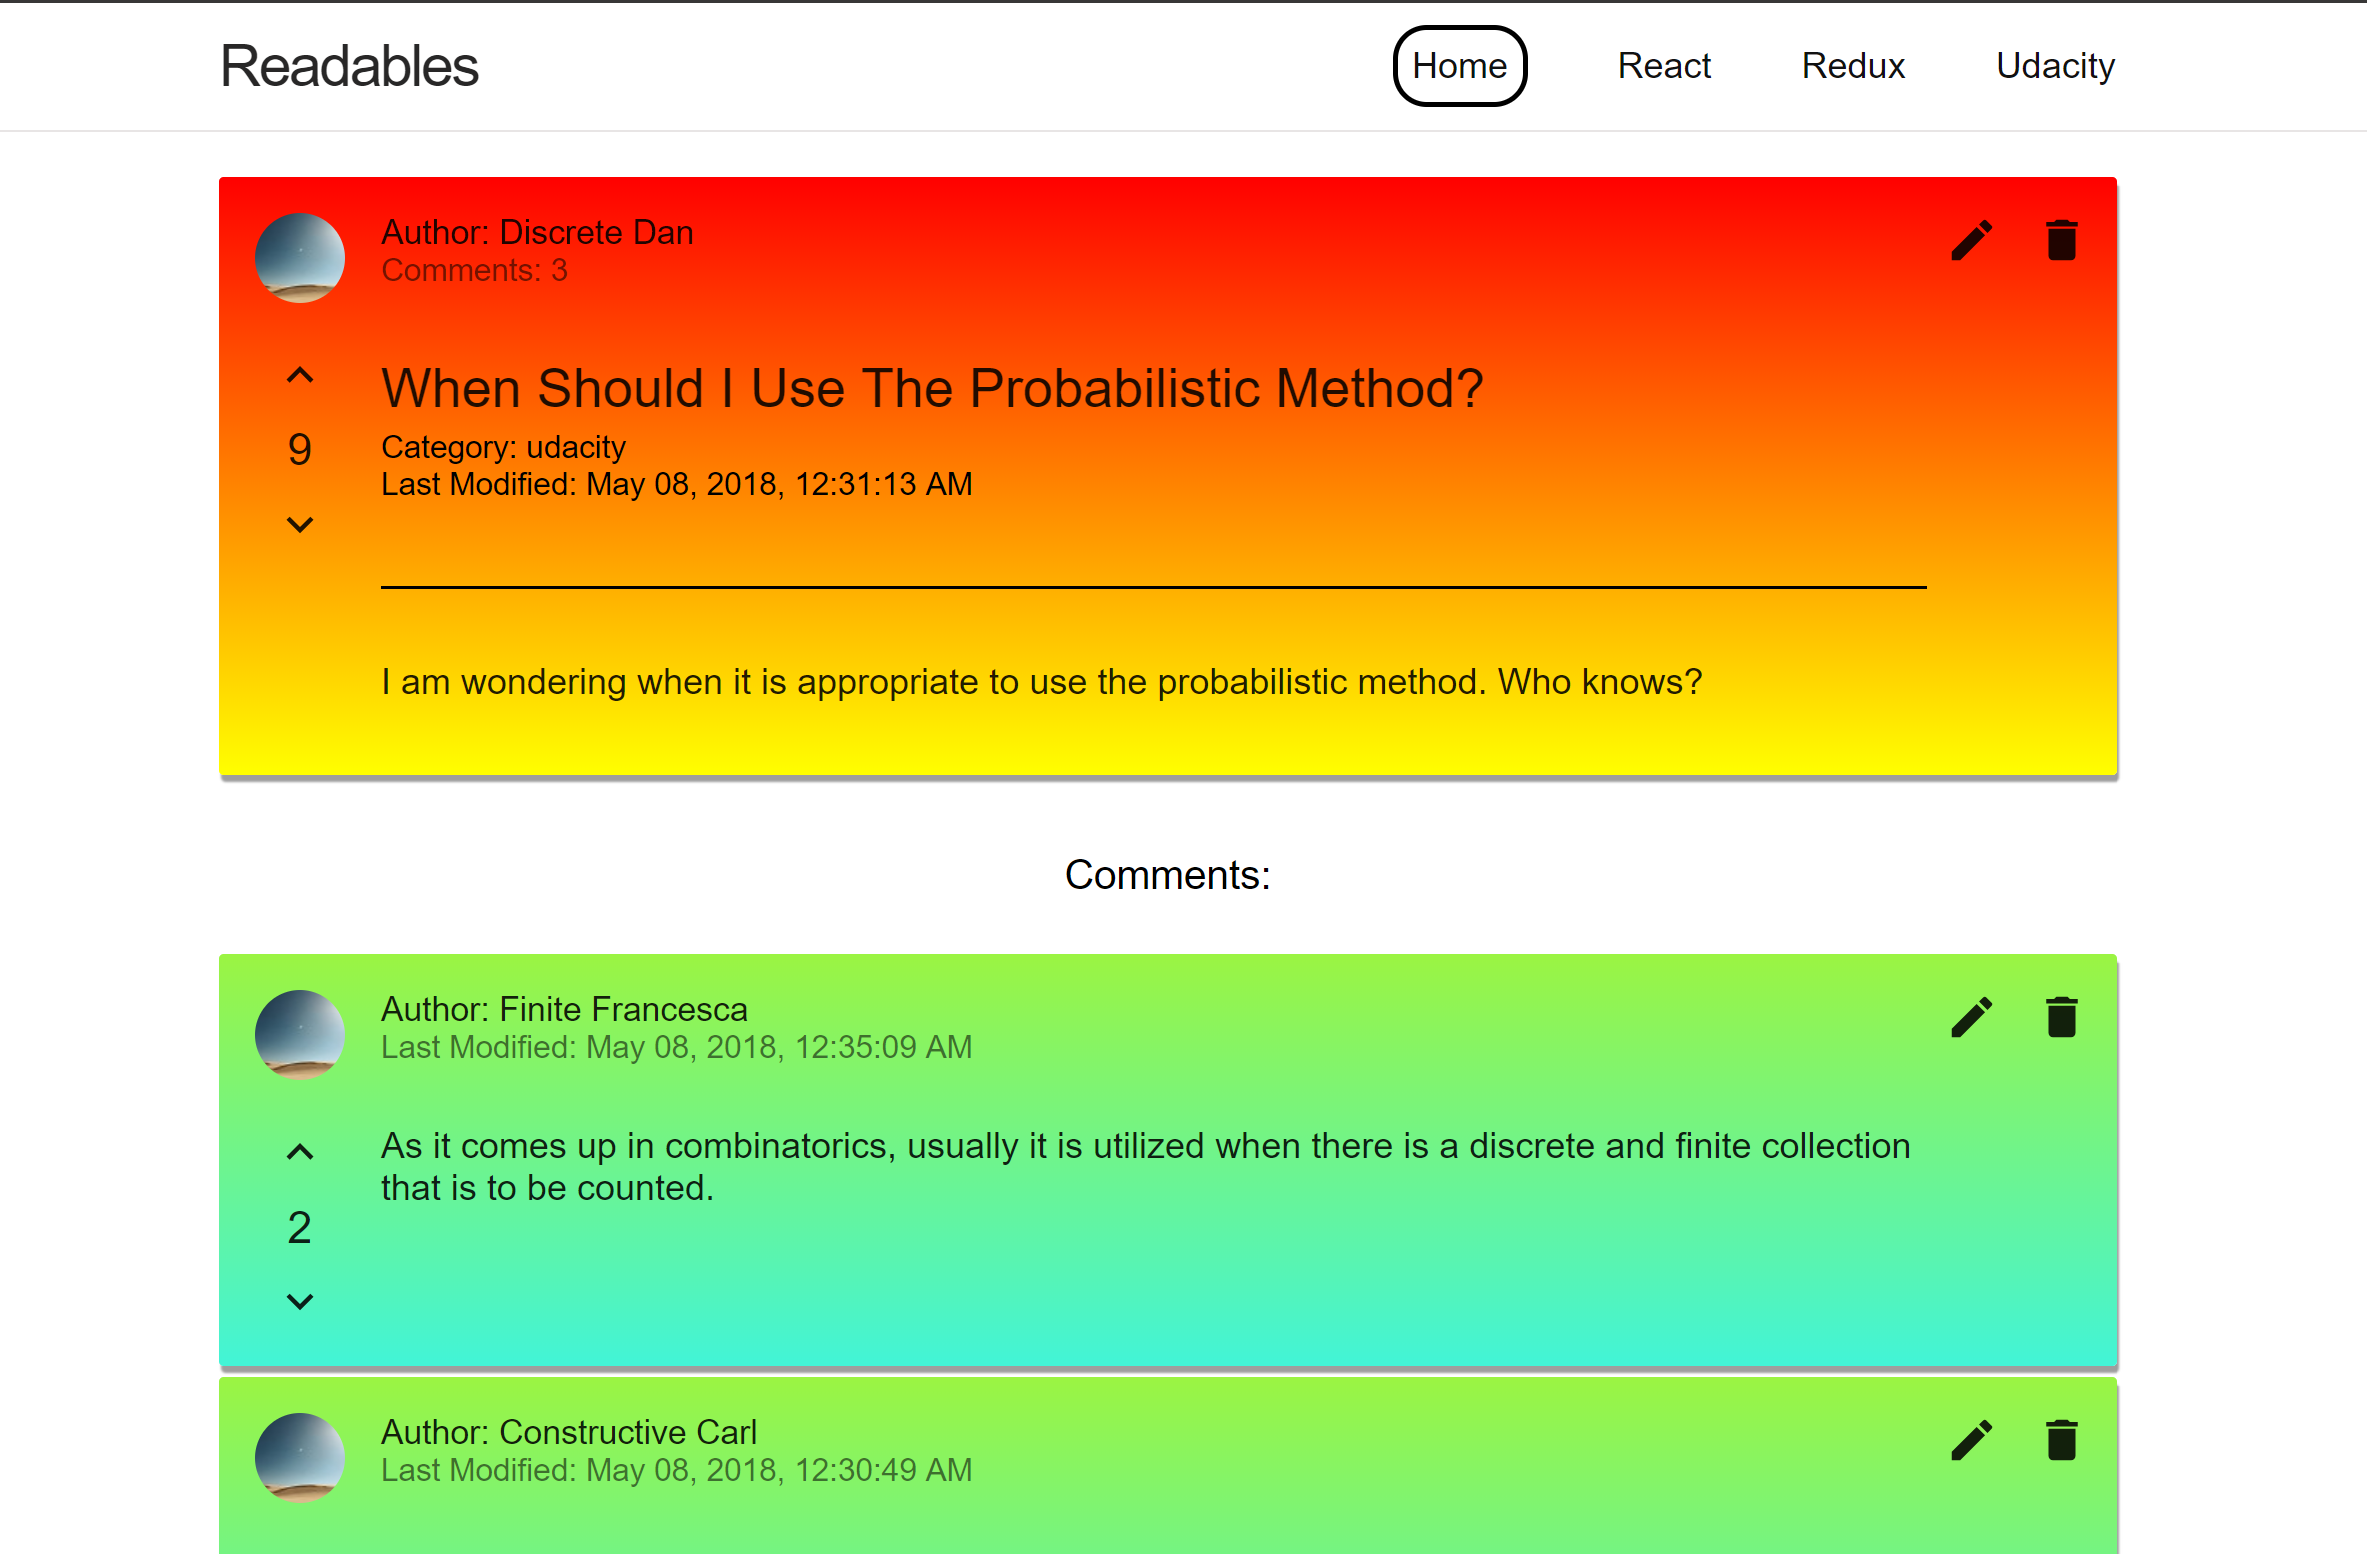 Readables
Home
React
Redux
Udacity
Author: Discrete Dan
Comments: 3
When Should I Use The Probabilistic Method?
9
Category: udacity
Last Modified: May 08, 2018, 12:31:13 AM
I am wondering when it is appropriate to use the probabilistic method. Who knows?
Comments:
Author: Finite Francesca
Last Modified: May 08, 2018, 12:35:09 AM
As it comes up in combinatorics, usually it is utilized when there is a discrete and finite collection
that is to be counted.
2
Author: Constructive Carl
Last Modified: May 08, 2018, 12:30:49 AM